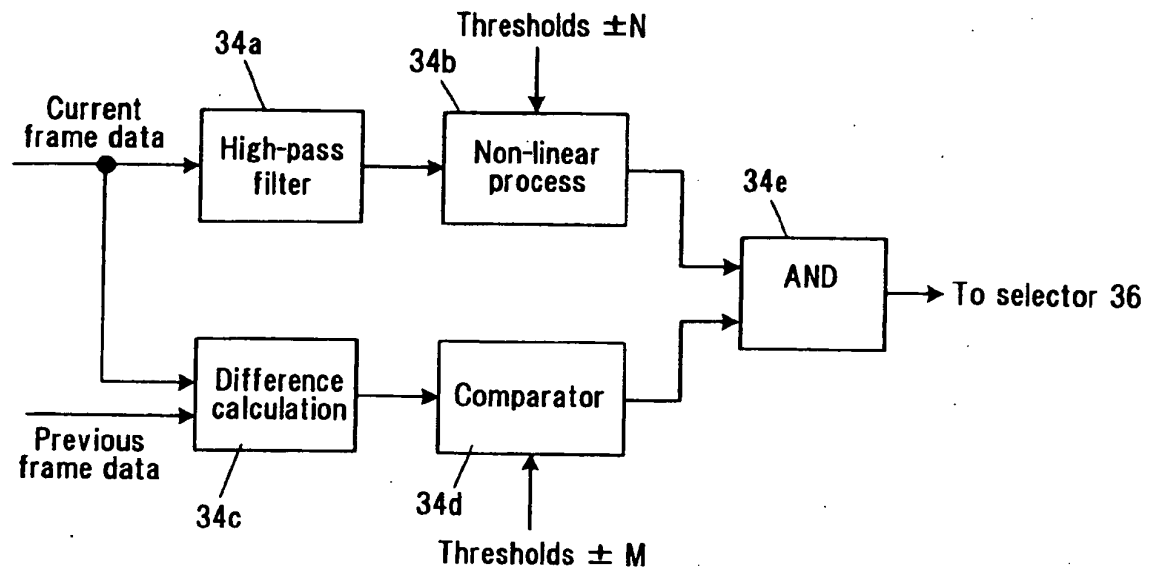 Thresholds ±N
34a
34b
Current
frame data
High-pass
filter
Non-linear
process
34e
AND
To selector 36
Difference
calculation
Comparator
Previous
frame data
34c
34d
Thresholds ± M